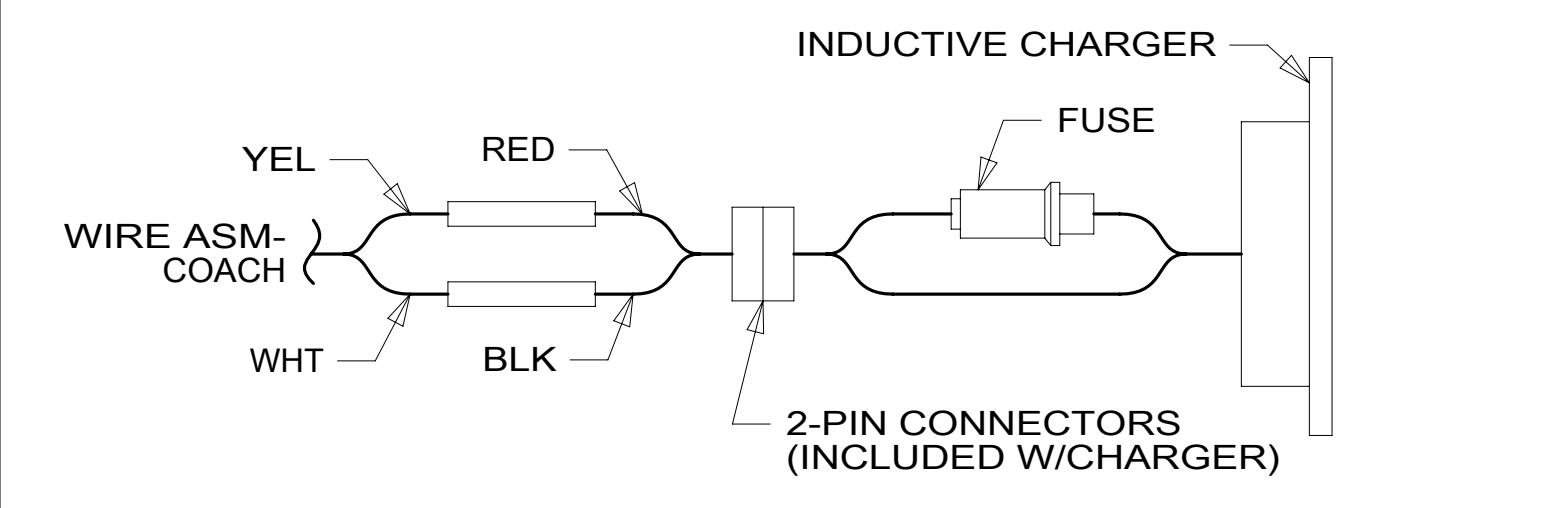 INDUCTIVE CHARGER
FUSE
RED
YEL
WIRE ASM-
COACH
WHT
BLK
2-PIN CONNECTORS
(INCLUDED W/CHARGER)